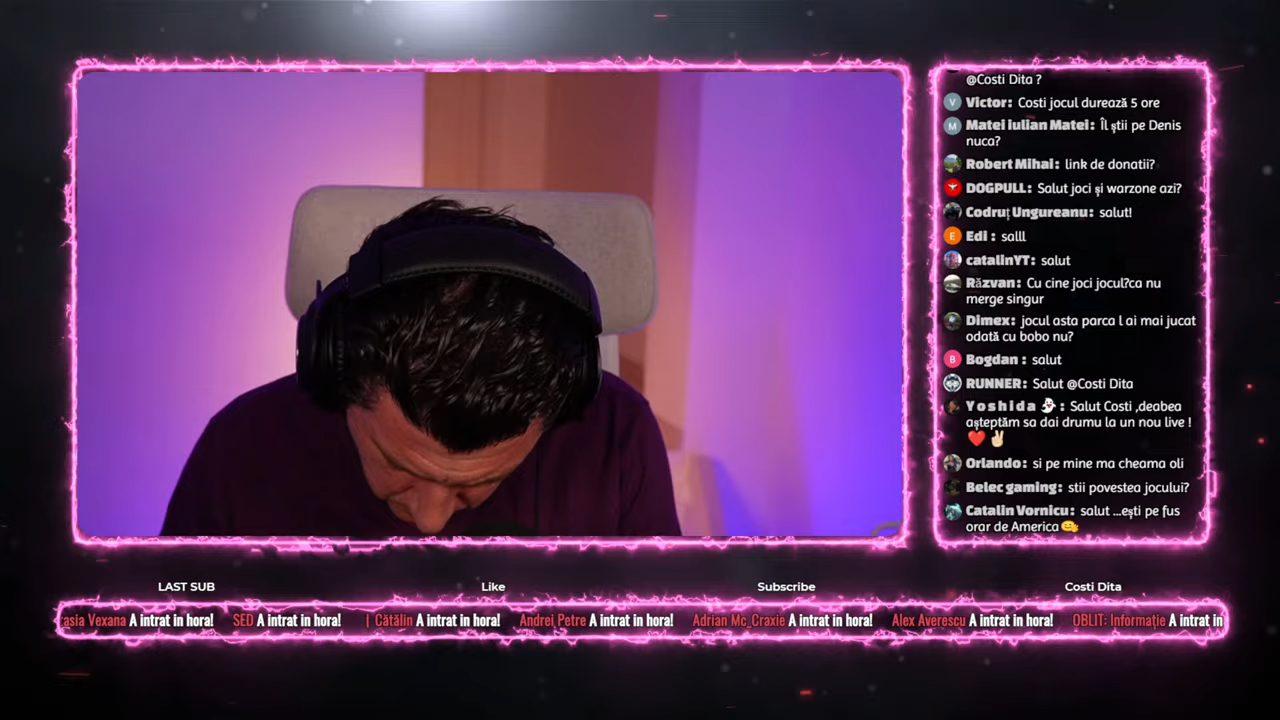 @Costi Dita ?
V Victor: Costi jocul durează 5 ore
M Matei iulian Matei: Îl știi pe Denis
nuca?
Robert Mihai: link de donatii?
DOGPULL: Salut joci și warzone azi?
Codruț Ungureanu: salut!
E Edi : salll
catalinYT: salut
Răzvan: Cu cine joci jocul?ca nu
merge singur
Dimex: jocul asta parca l ai mai jucat
odată cu bobo nu?
B Bogdan : salut
RUNNER: Salut @Costi Dita
Y o s h i d a 👻 : Salut Costi ,deabea
așteptăm sa dai drumu la un nou live !
❤️ ✌🏻
Orlando: si pe mine ma cheama oli
Belec gaming: stii povestea jocului?
Catalin Vornicu: salut ...ești pe fus
orar de America 🫡
LAST SUB
Like
Subscribe
Costi Dita
asia Vexana A intrat in hora! SED A intrat in hora! | Cătălin A intrat in hora! Andrei Petre A intrat in hora! Adrian Mc_Craxie A intrat in hora! Alex Averescu A intrat in hora! OBLIT: Informație A intrat in